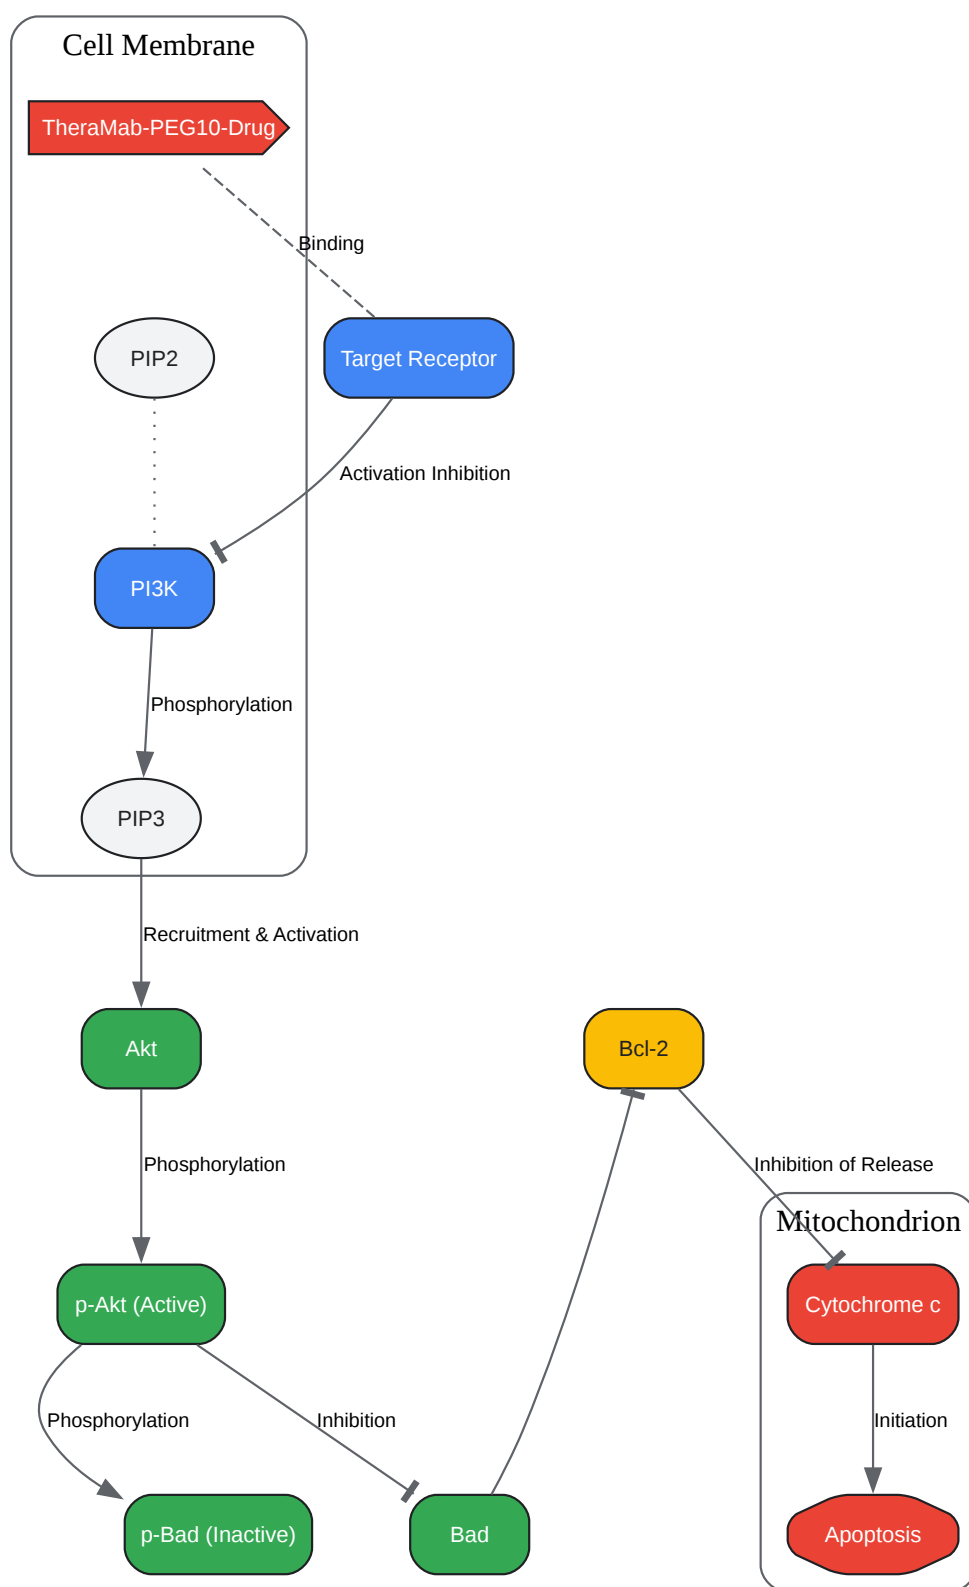 Cell Membrane
TheraMab-PEG10-Drug
Binding
PIP2
Target Receptor
Activation Inhibition
PI3K
Phosphorylation
PIP3
Recruitment & Activation
Akt
Bcl-2
Phosphorylation
Inhibition of Release
Mitochondrion
p-Akt (Active)
Cytochrome c
Phosphorylation
Inhibition
Initiation
p-Bad (Inactive)
Bad
Apoptosis